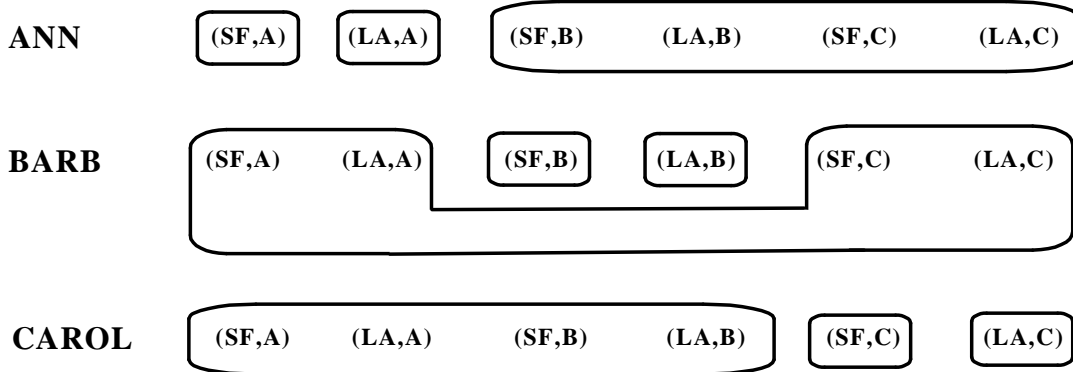 ANN (SF,A) (LA,A) (SF,B) (LA,B) (SF,C) (LA,C)
BARB (SF,A) (LA,A) (SF,B) (LA,B) (SF,C) (LA,C)
CAROL (SF,A) (LA,A) (SF,B) (LA,B) (SF,C) (LA,C)